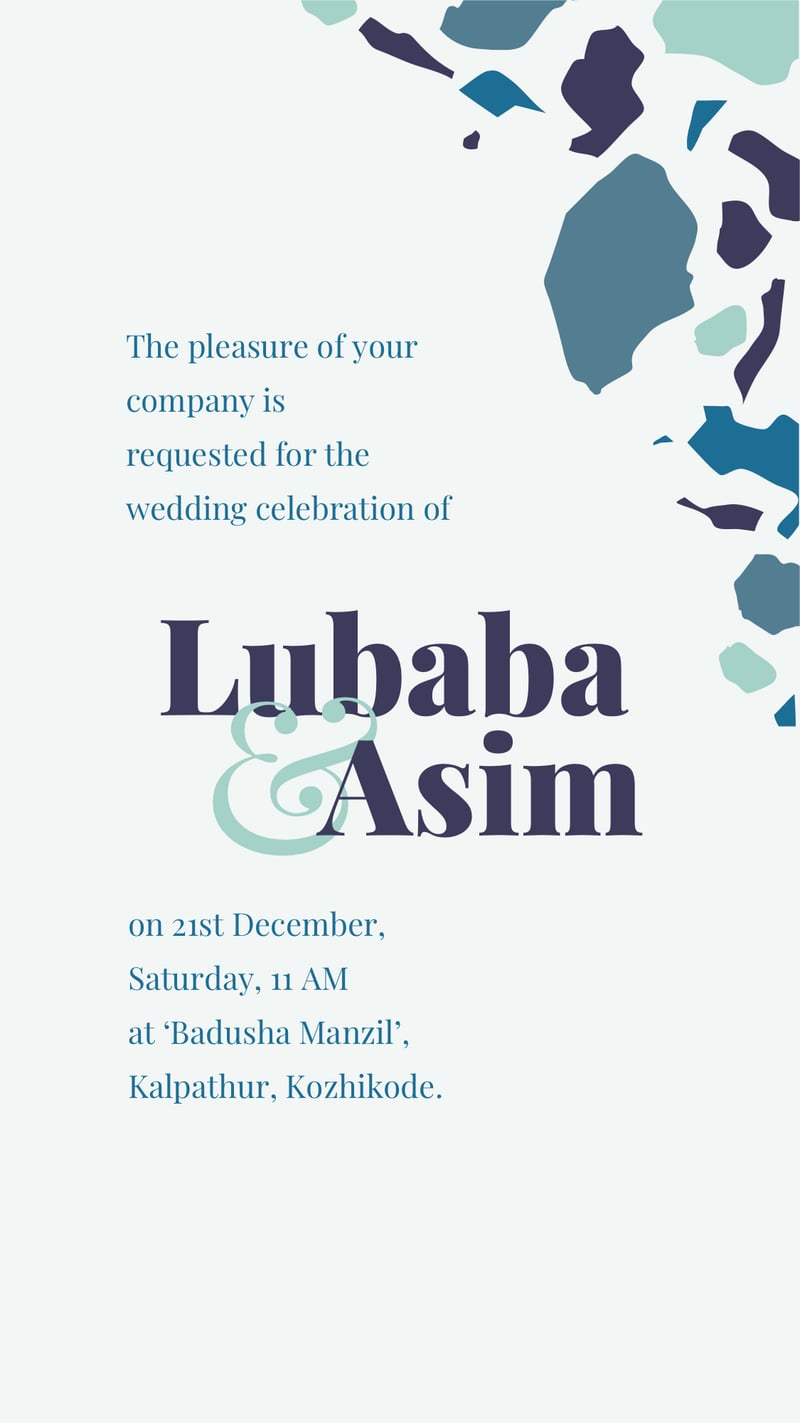 The pleasure of your
company is
requested for the
wedding celebration of
Lubaba
& Asim
on 21st December,
Saturday, 11 AM
at ‘Badusha Manzil’,
Kalpathur, Kozhikode.